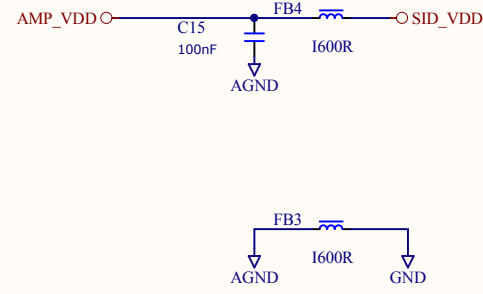 AMP_VDD
C15
100nF
AGND
FB4
I600R
SID_VDD
FB3
I600R
AGND
GND